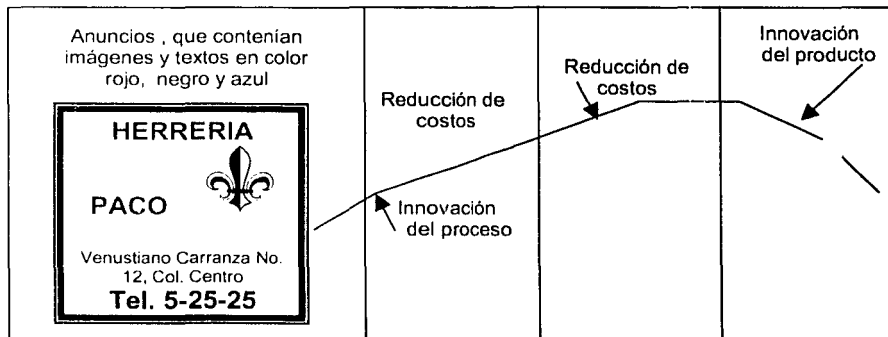 Anuncios , que contenían
imágenes y textos en color
rojo, negro y azul
HERRERIA
PACO
Venustiano Carranza No.
12, Col. Centro
Tel. 5-25-25
Reducción de
costos
Innovación
del proceso
Reducción de
costos
Innovación
del producto